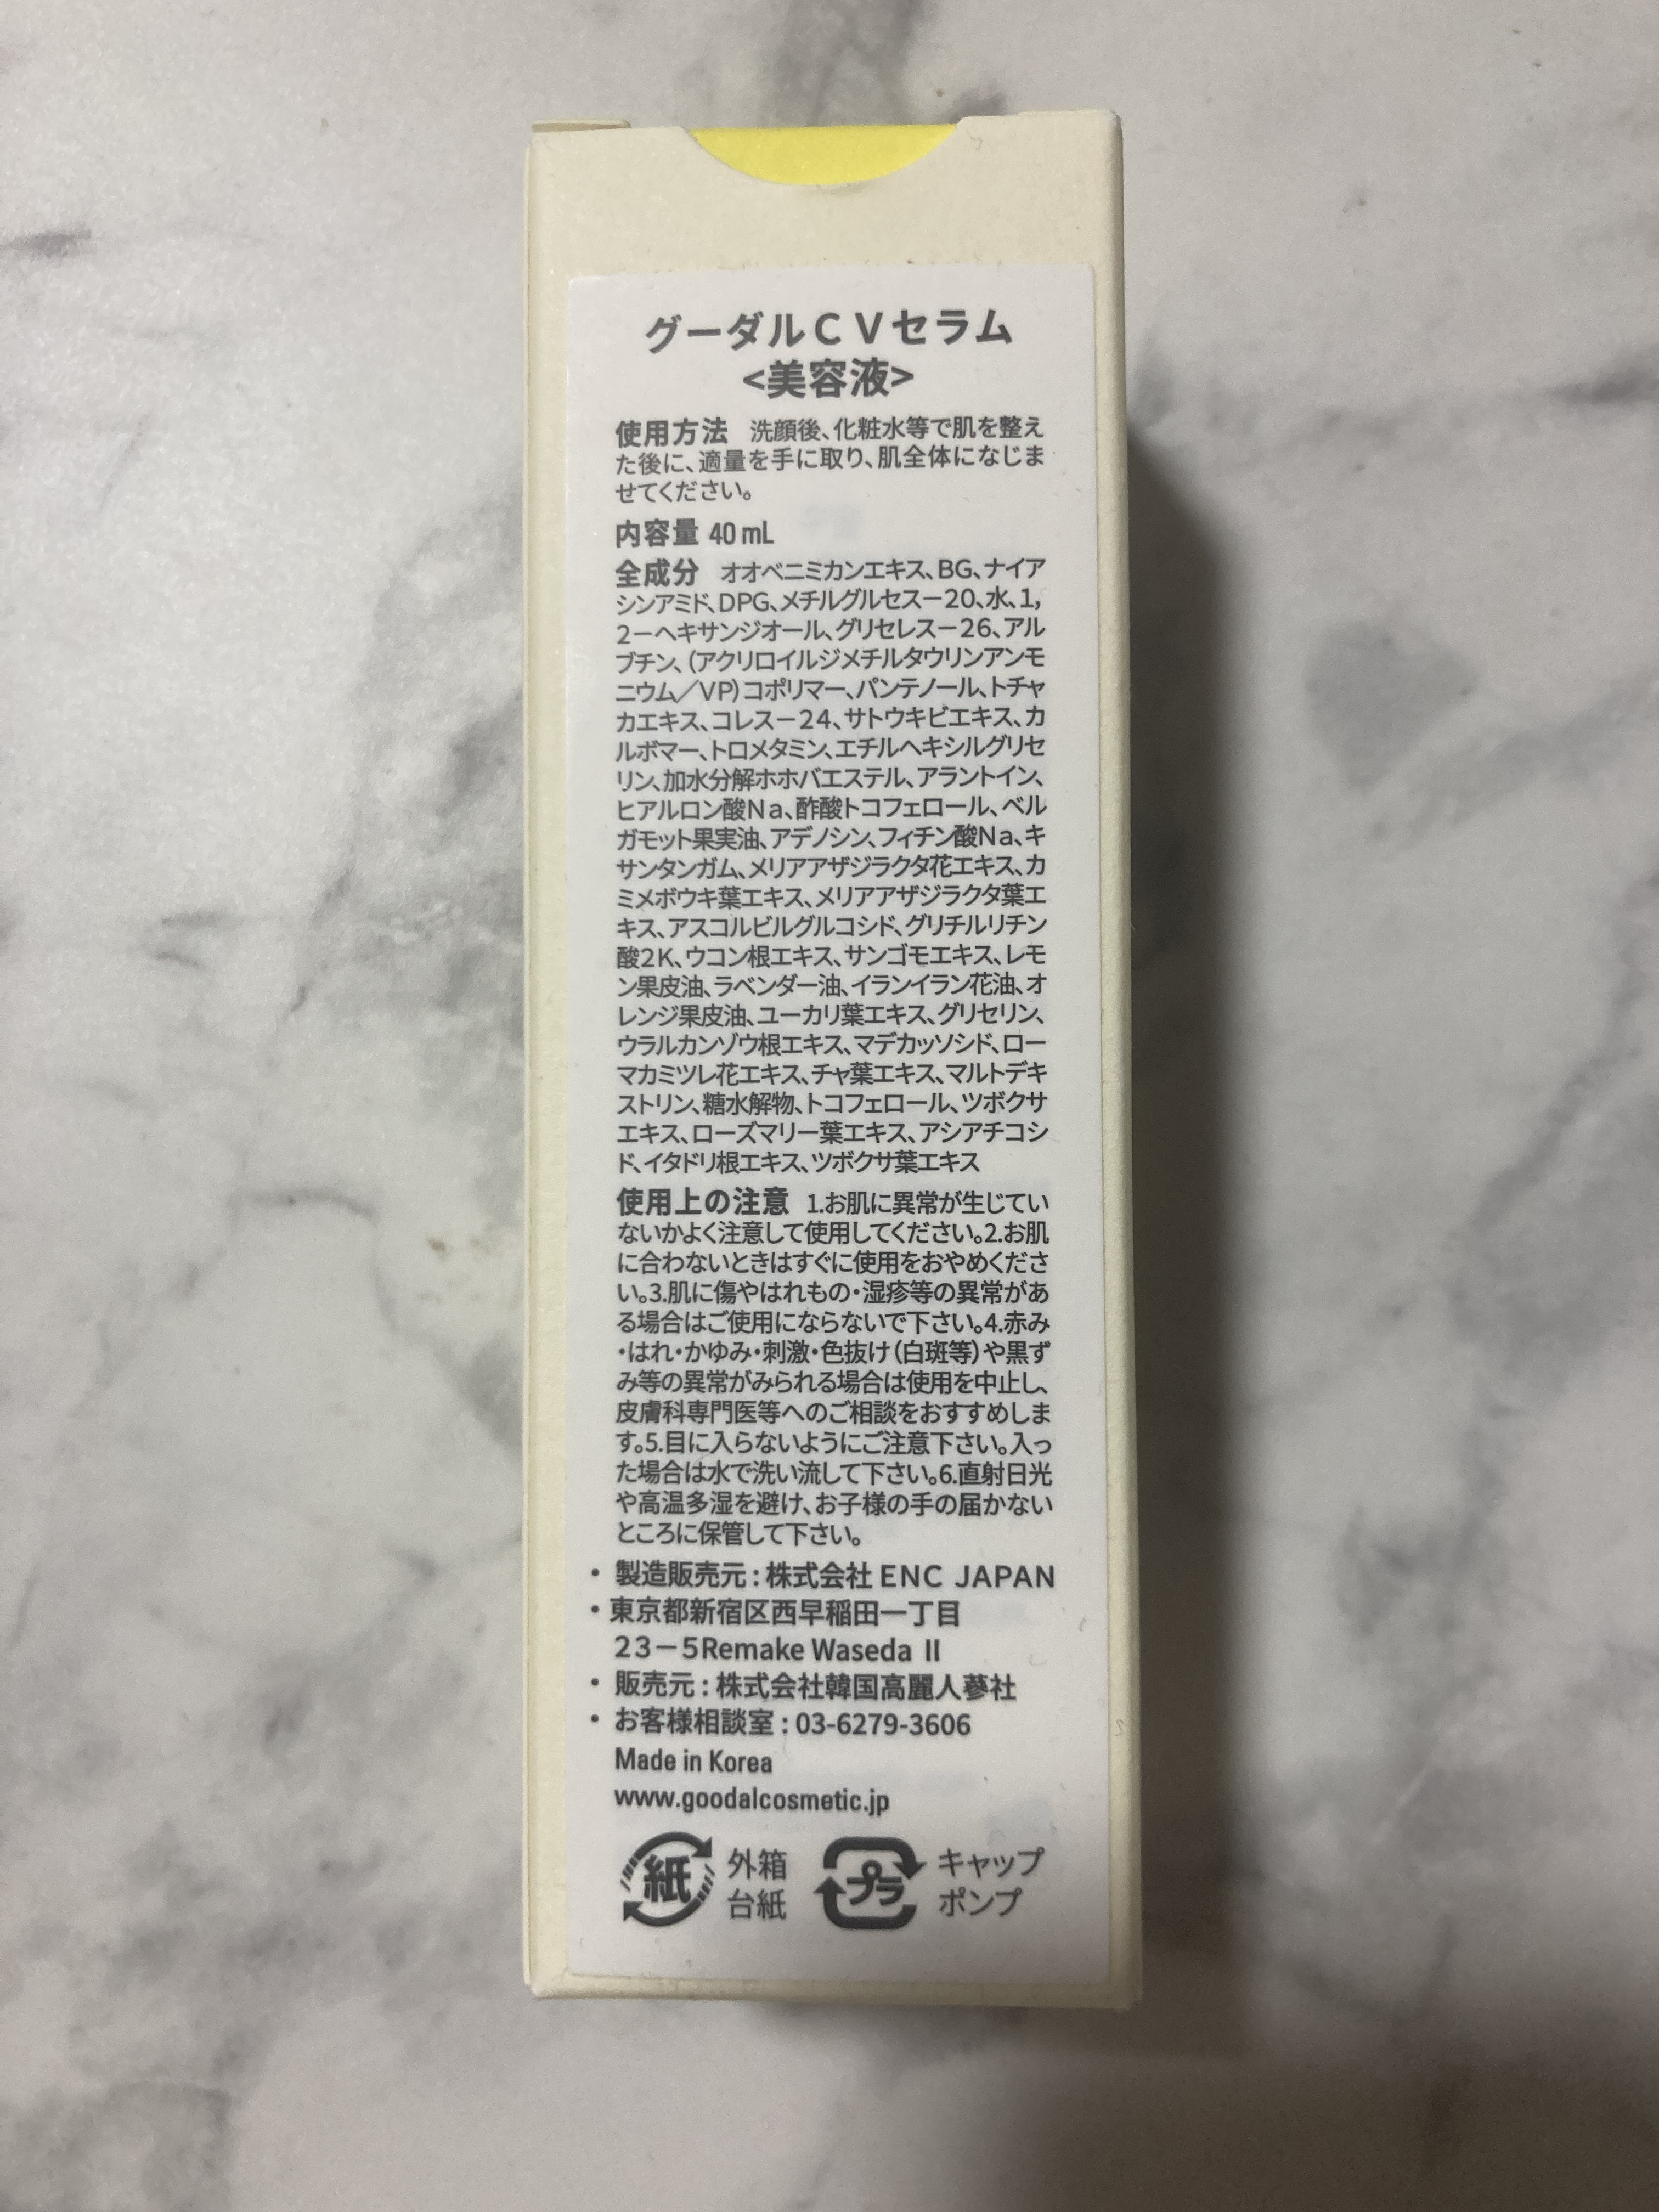 グーダルCVセラム
<美容液>
使用方法 洗顔後、化粧水等で肌を整え
た後に、適量を手に取り、肌全体になじま
せてください。
内容量 40 mL
全成分 オオベニミカンエキス、BG、ナイア
シンアミド、DPG、メチルグルセスー20、水、1,
2ーヘキサンジオール、グリセレスー26、アル
ブチン、(アクリロイルジメチルタウリンアンモ
ニウム/VP)コポリマー、パンテノール、トチャ
カエキス、コレスー24、サトウキビエキス、カ
ルボマー、トロメタミン、エチルヘキシルグリセ
リン、加水分解ホホバエステル、アラントイン、
ヒアルロン酸Na、酢酸トコフェロール、ベル
ガモット果実油、アデノシン、フィチン酸Na、キ
サンタンガム、メリアアザジラクタ花エキス、カ
ミメボウキ葉エキス、メリアアザジラクタ葉エ
キス、アスコルビルグルコシド、グリチルリチン
酸2K、ウコン根エキス、サンゴモエキス、レモ
ン果皮油、ラベンダー油、イランイラン花油、オ
レンジ果皮油、ユーカリ葉エキス、グリセリン、
ウラルカンゾウ根エキス、マデカッソシド、ロー
マカミツレ花エキス、チャ葉エキス、マルトデキ
ストリン、糖水解物、トコフェロール、ツボクサ
エキス、ローズマリー葉エキス、アシアチコシ
ド、イタドリ根エキス、ツボクサ葉エキス
使用上の注意 1.お肌に異常が生じてい
ないかよく注意して使用してください。2.お肌
に合わないときはすぐに使用をおやめくださ
い。3.肌に傷やはれもの・湿疹等の異常があ
る場合はご使用にならないで下さい。4.赤み
・はれ・かゆみ・刺激・色抜け(白斑等)や黒ず
み等の異常がみられる場合は使用を中止し、
皮膚科専門医等へのご相談をおすすめしま
す。5.目に入らないようにご注意下さい。入っ
た場合は水で洗い流して下さい。6.直射日光
や高温多湿を避け、お子様の手の届かない
ところに保管して下さい。
・ 製造販売元 : 株式会社 ENC JAPAN
・東京都新宿区西早稲田一丁目
23－5Remake Waseda Ⅱ
・ 販売元 : 株式会社韓国高麗人蔘社
・ お客様相談室 : 03-6279-3606
Made in Korea
www.goodalcosmetic.jp
紙 外箱 プラ キャップ
台紙 ポンプ